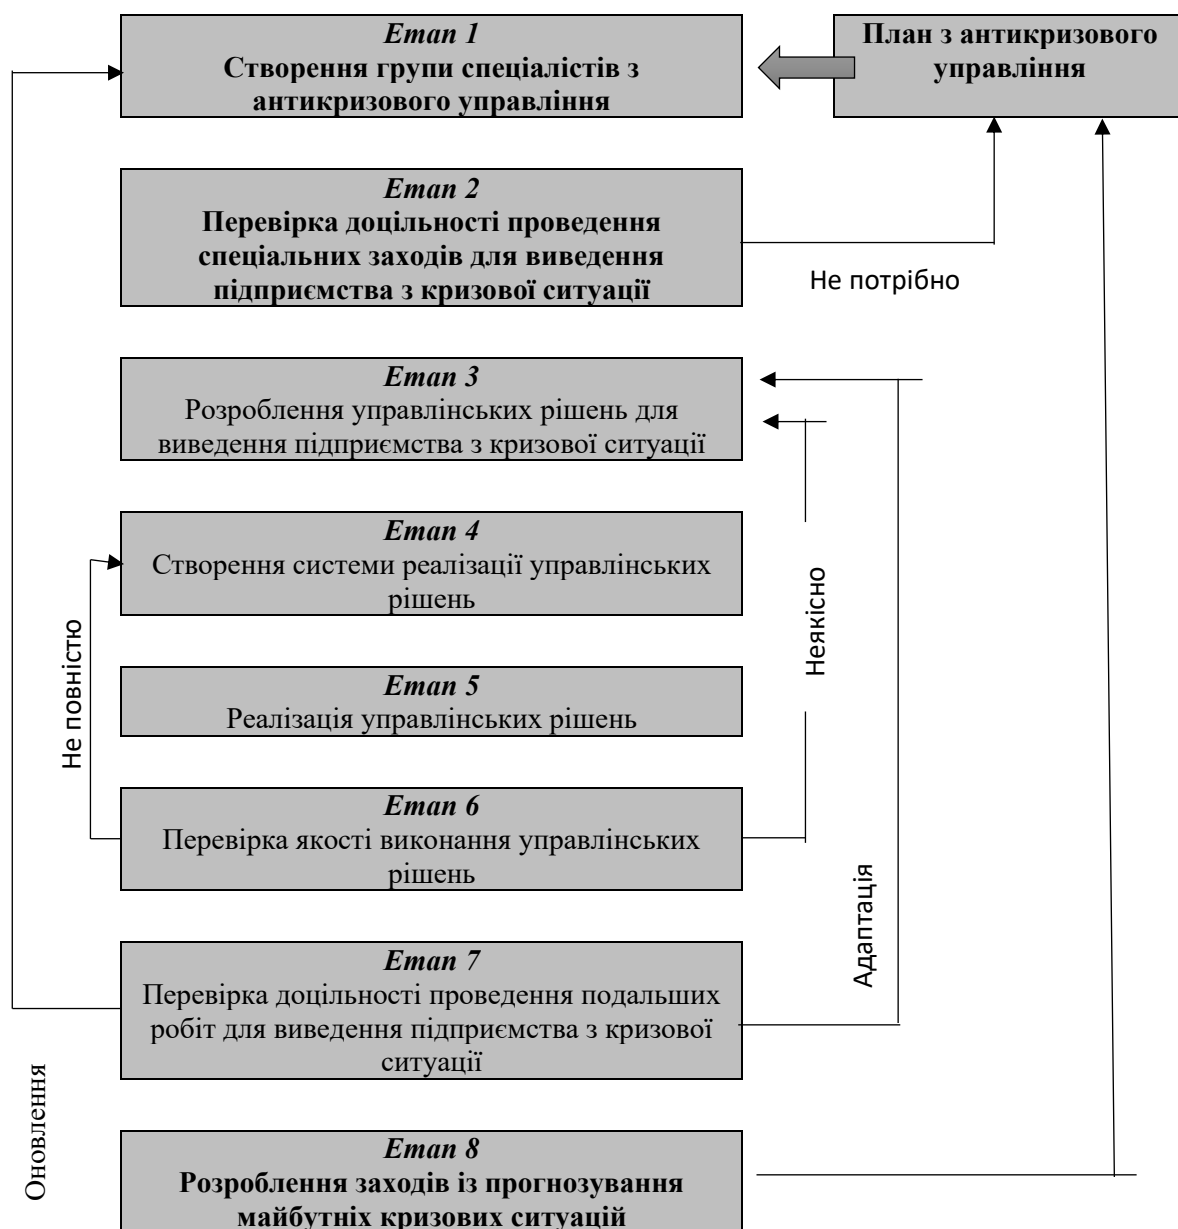 Етап 1
Створення групи спеціалістів з
антикризового управління
План з антикризового
управління
Етап 2
Перевірка доцільності проведення
спеціальних заходів для виведення
підприємства з кризової ситуації
Не потрібно
Етап 3
Розроблення управлінських рішень для
виведення підприємства з кризової ситуації
Етап 4
Створення системи реалізації управлінських
рішень
Не повністю
Неякісно
Етап 5
Реалізація управлінських рішень
Етап 6
Перевірка якості виконання управлінських
рішень
Адаптація
Етап 7
Перевірка доцільності проведення подальших
робіт для виведення підприємства з кризової
ситуації
Оновлення
Етап 8
Розроблення заходів із прогнозування
майбутніх кризових ситуацій